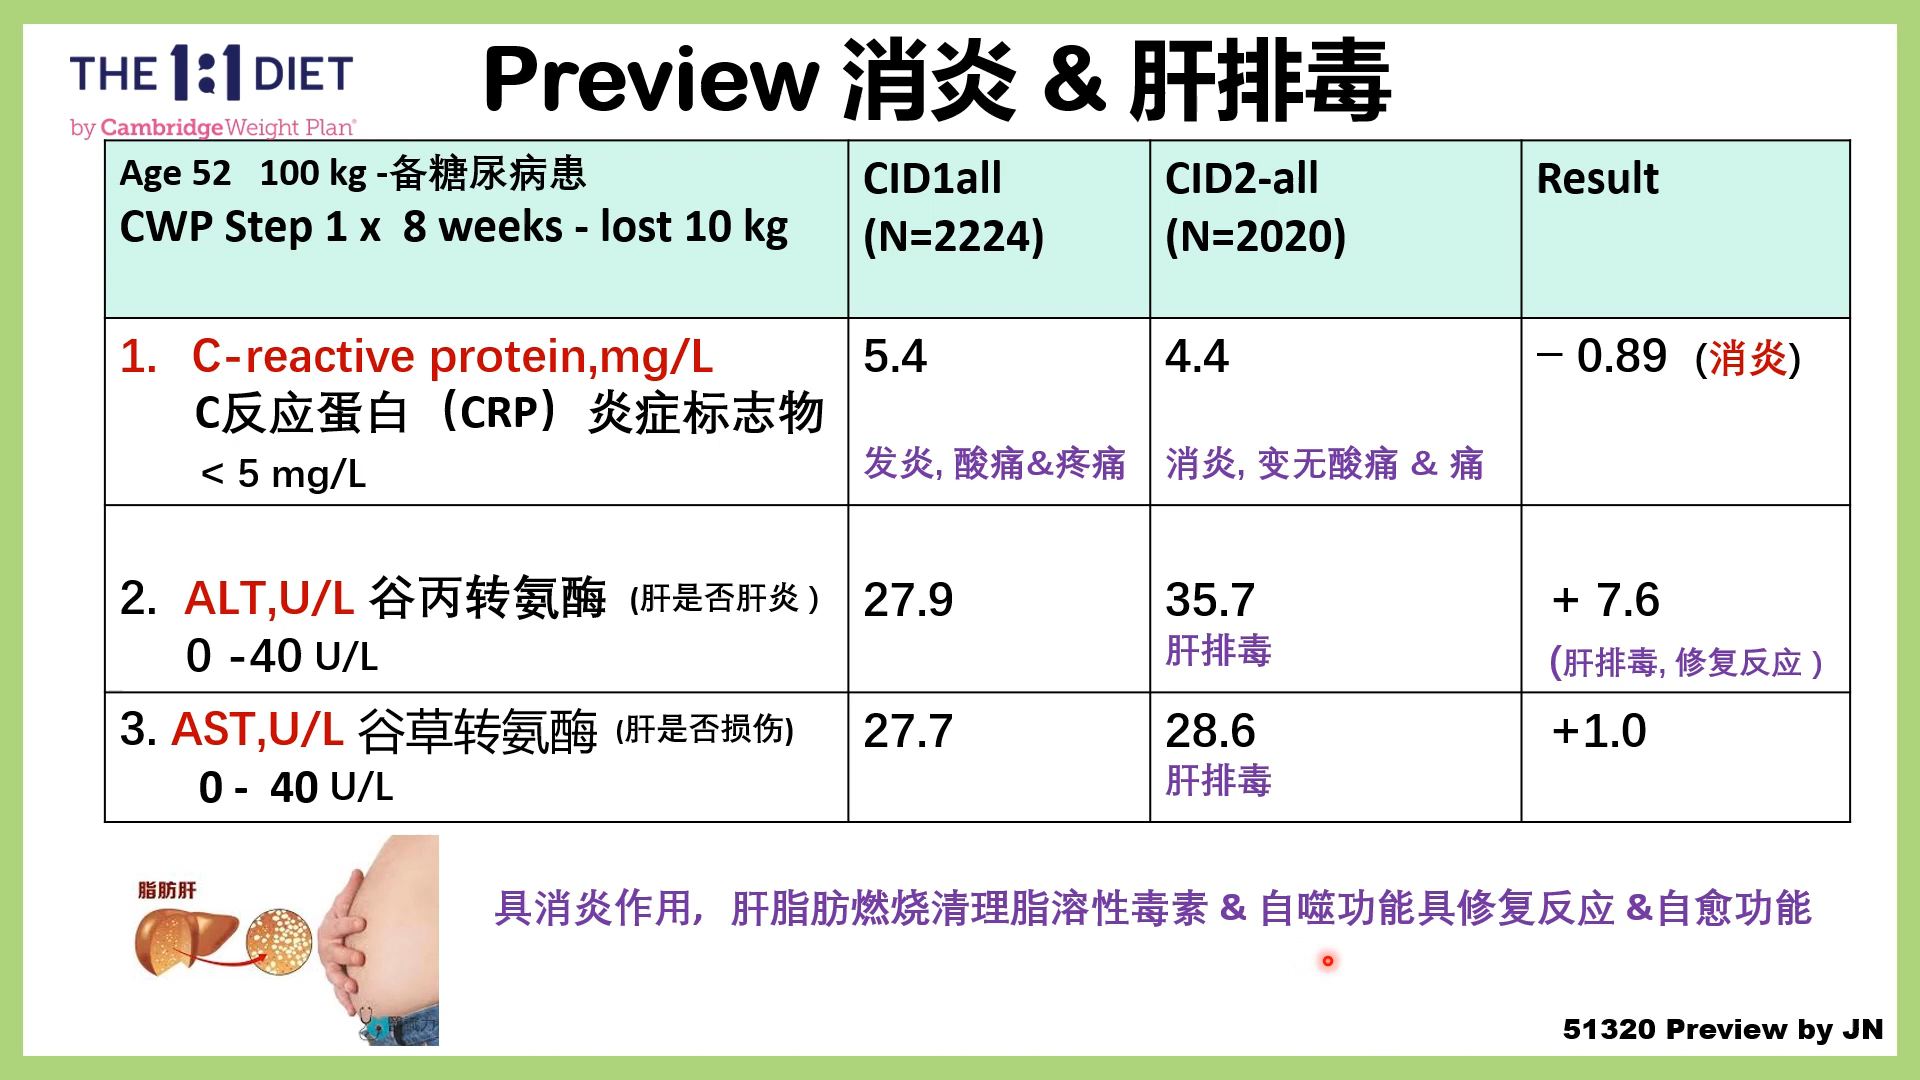 THE 1:1 DIET
by Cambridge Weight Plan®
Preview 消炎 & 肝排毒
Age 52 100 kg -备糖尿病患
CWP Step 1 x 8 weeks - lost 10 kg
CID1all
(N=2224)
CID2-all
(N=2020)
Result
1. C-reactive protein,mg/L
C反应蛋白（CRP）炎症标志物
< 5 mg/L
5.4
发炎, 酸痛&疼痛
4.4
消炎, 变无酸痛 & 痛
– 0.89 (消炎)
2. ALT,U/L 谷丙转氨酶 (肝是否肝炎 )
0 -40 U/L
27.9
35.7
肝排毒
+ 7.6
(肝排毒, 修复反应 )
3. AST,U/L 谷草转氨酶 (肝是否损伤)
0 - 40 U/L
27.7
28.6
肝排毒
+1.0
脂肪肝
具消炎作用, 肝脂肪燃烧清理脂溶性毒素 & 自噬功能具修复反应 &自愈功能
51320 Preview by JN